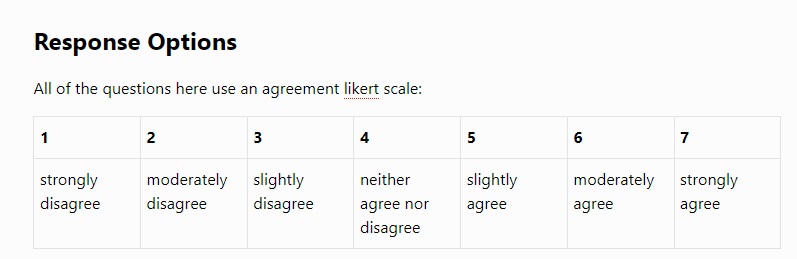 Response Options
All of the questions here use an agreement likert scale:
1 2 3 4 5 6 7
strongly moderately slightly neither slightly moderately strongly
disagree disagree disagree agree nor agree agree agree
disagree